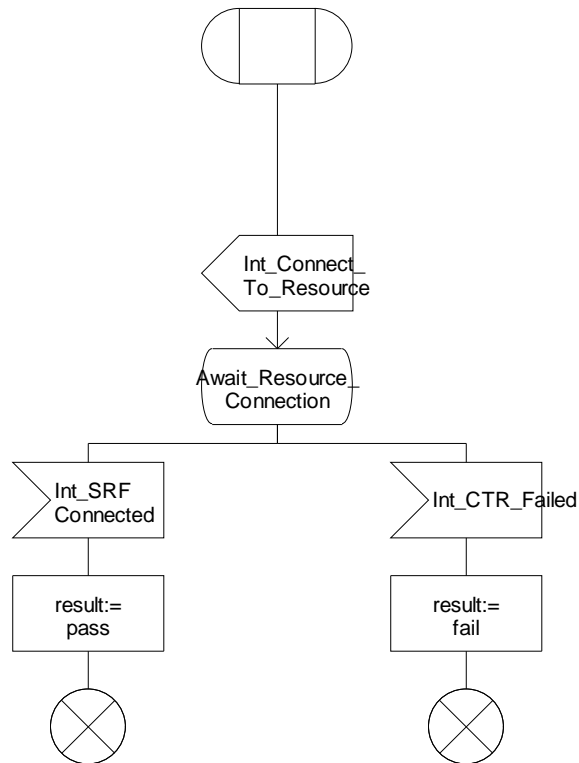 Int_Connect_
To_Resource
Await_Resource_
Connection
Int_SRF
Connected
Int_CTR_Failed
result:=
pass
result:=
fail